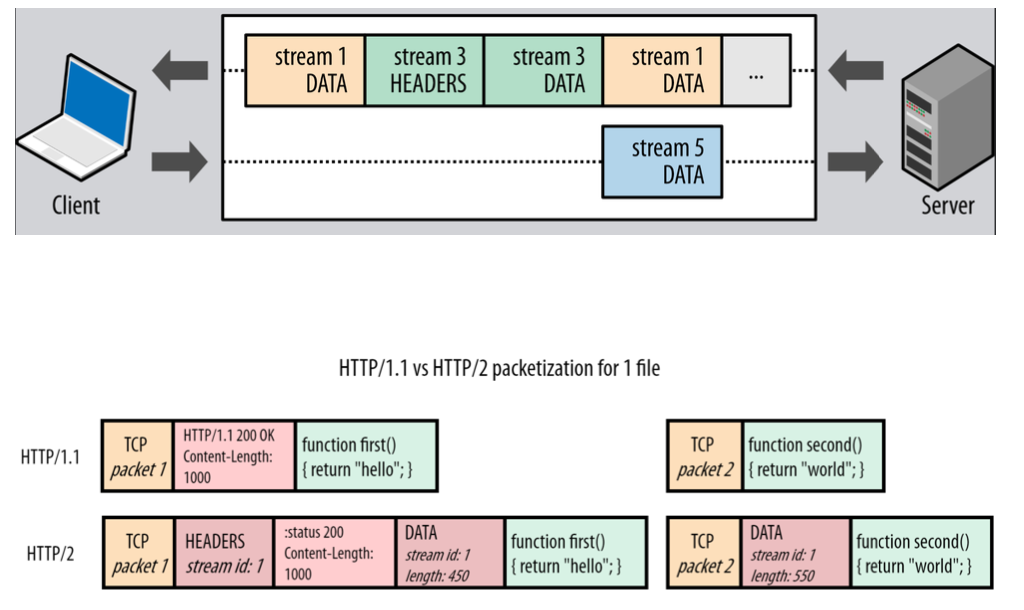 stream 1
DATA
stream 3
HEADERS
stream 3
DATA
stream 1
DATA
...
stream 5
DATA
Client
Server
HTTP/1.1 vs HTTP/2 packetization for 1 file
HTTP/1.1
TCP
packet 1
HTTP/1.1 200 OK
Content-Length:
1000
function first()
{ return "hello"; }
TCP
packet 2
function second()
{ return "world"; }
HTTP/2
TCP
packet 1
HEADERS
stream id: 1
:status 200
Content-Length:
1000
DATA
stream id: 1
length: 450
function first()
{ return "hello"; }
TCP
packet 2
DATA
stream id: 1
length: 550
function second()
{ return "world"; }